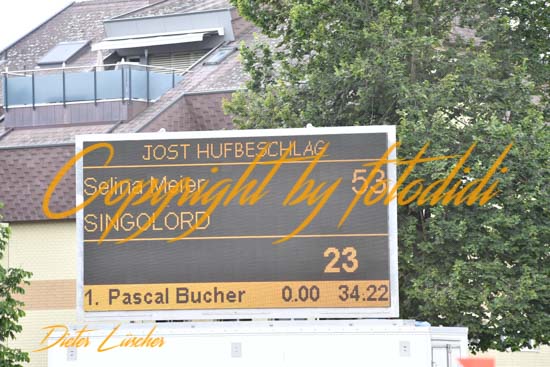 JOST HUFBESCHLAG
Selina Meier 53
SINGOLORD
23
1. Pascal Bucher 0.00 34.22
Copyright by fotodidi
Dieter Lüscher